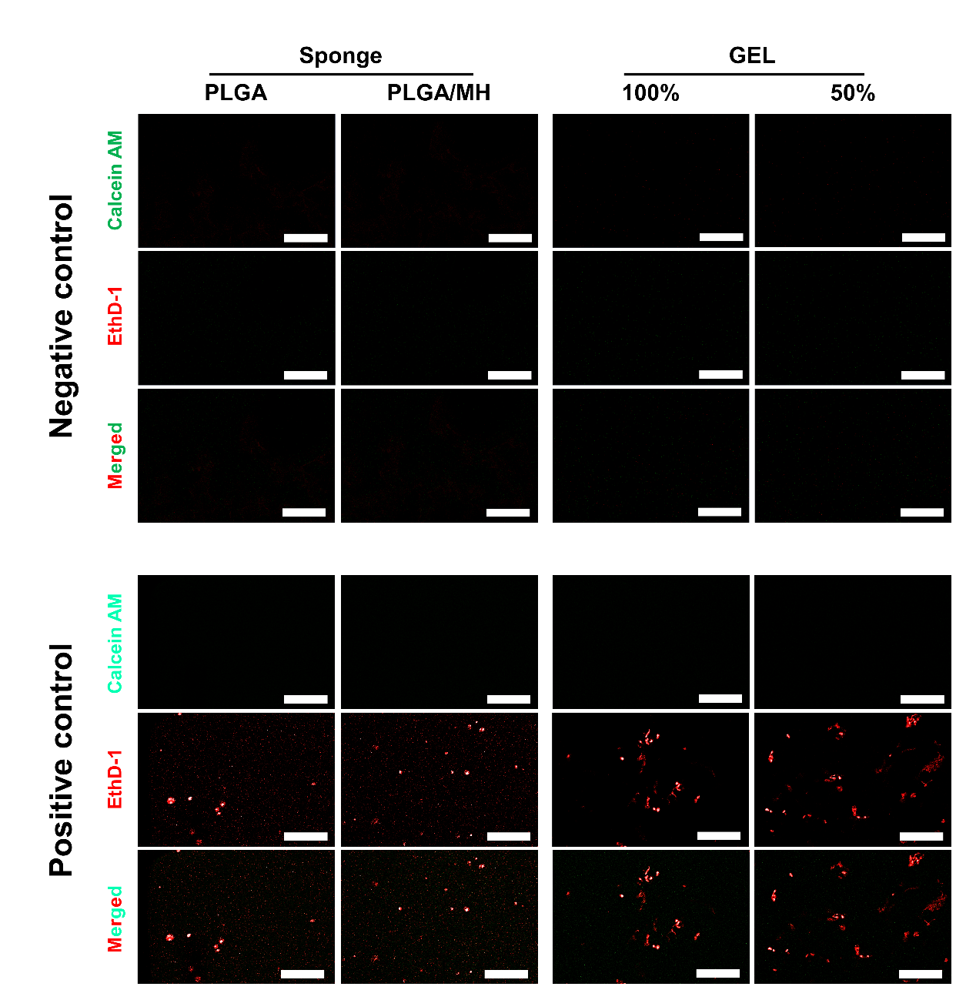 Sponge
GEL
PLGA
PLGA/MH
100%
50%
Negative control
Calcein AM
EthD-1
Merged
Positive control
Calcein AM
EthD-1
Merged